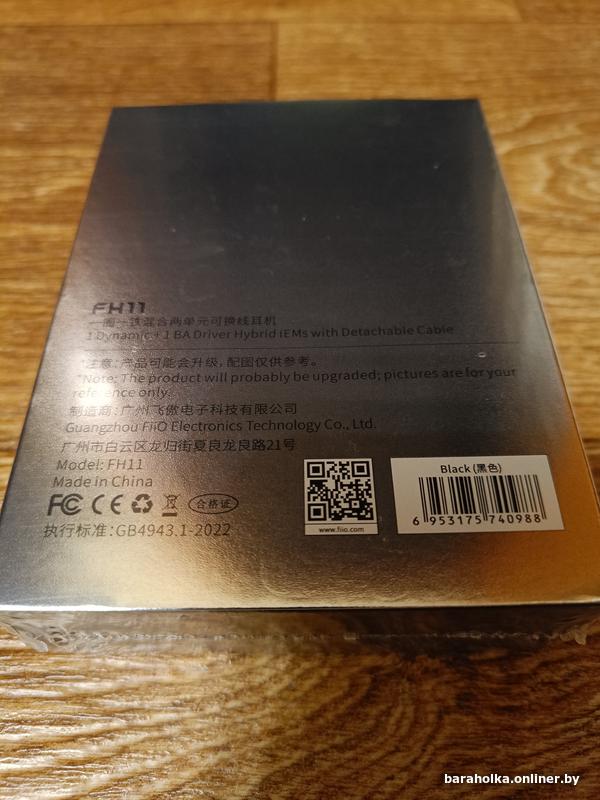 FH11
一圈一铁混合两单元可换线耳机
1 Dynamic + 1 BA Driver Hybrid IEMs with Detachable Cable
*注意: 产品可能会升级, 配图仅供参考。
*Note: The product will probably be upgraded; pictures are for your
reference only.
制造商: 广州飞傲电子科技有限公司
Guangzhou FiiO Electronics Technology Co., Ltd.
广州市白云区龙归街夏良龙良路21号
Model: FH11
Made in China
FC CE 合格证
执行标准: GB4943.1-2022
www.fiio.com
Black (黑色)
6 953175 740988
baraholka.onliner.by